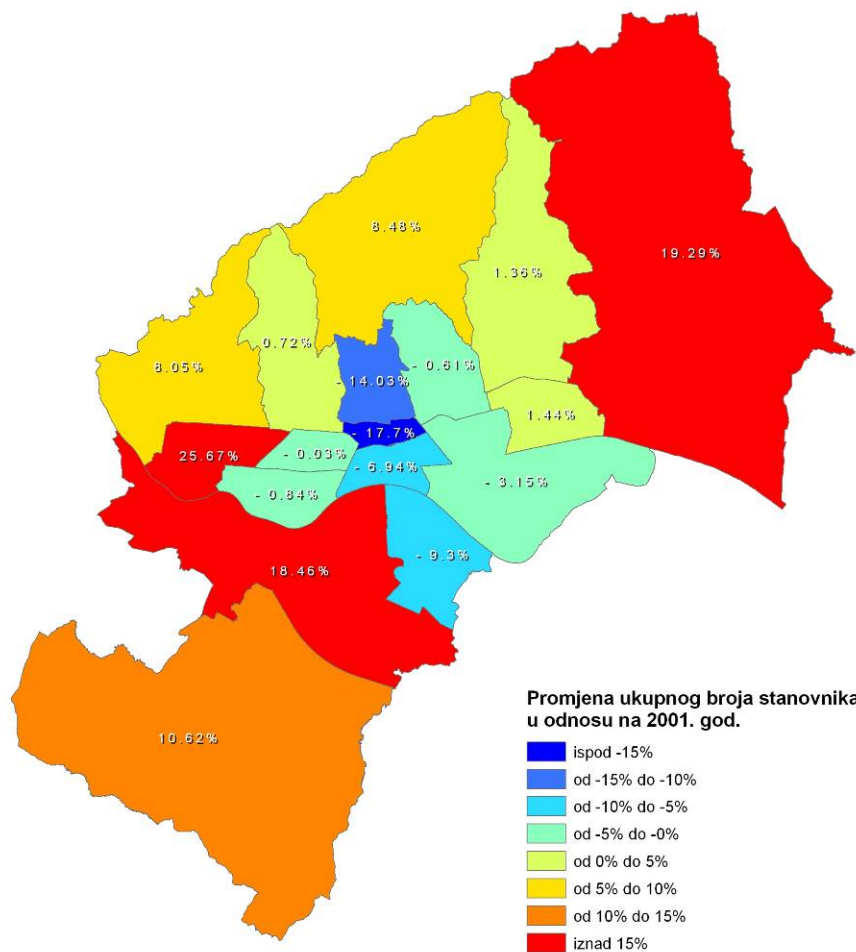 8.48%
19.29%
1.36%
0.72%
8.05%
- 14.03%
- 0.61%
1.44%
- 17.7%
25.67%
- 0.03%
- 6.94%
- 0.84%
- 3.15%
- 9.3%
18.46%
10.62%
Promjena ukupnog broja stanovnika
u odnosu na 2001. god.
ispod -15%
od -15% do -10%
od -10% do -5%
od -5% do -0%
od 0% do 5%
od 5% do 10%
od 10% do 15%
iznad 15%